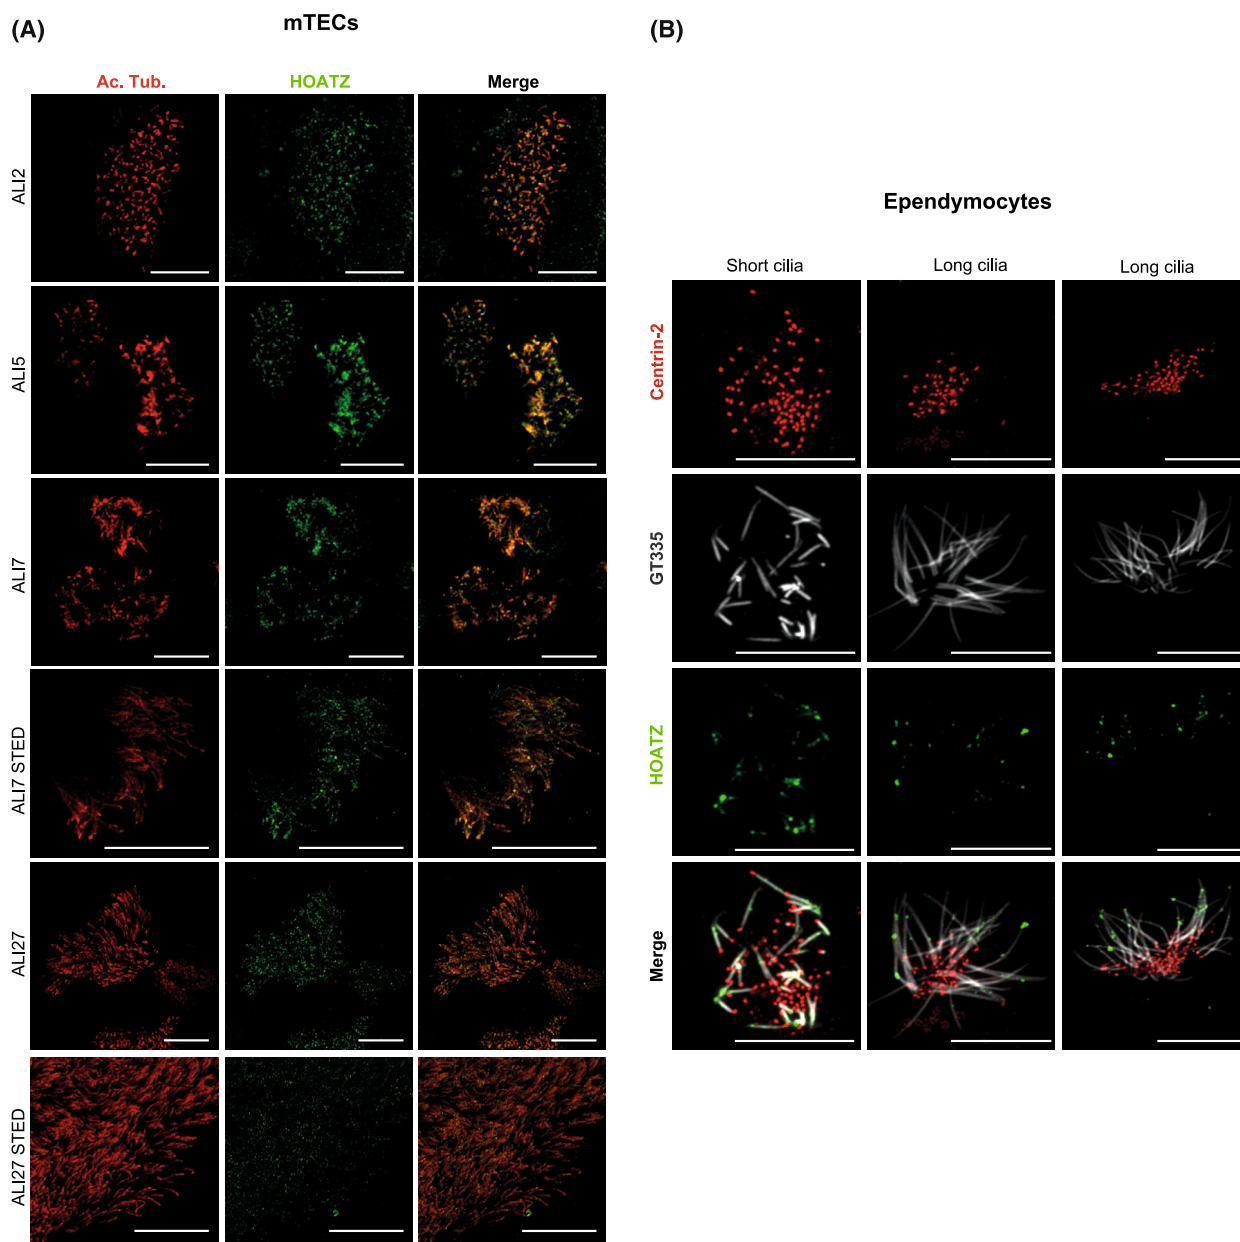 (A)
mTECs
Ac. Tub.
HOATZ
Merge
ALI2
ALI5
ALI7
ALI7 STED
ALI27
ALI27 STED
(B)
Ependymocytes
Short cilia
Long cilia
Long cilia
Centrin-2
GT335
HOATZ
Merge